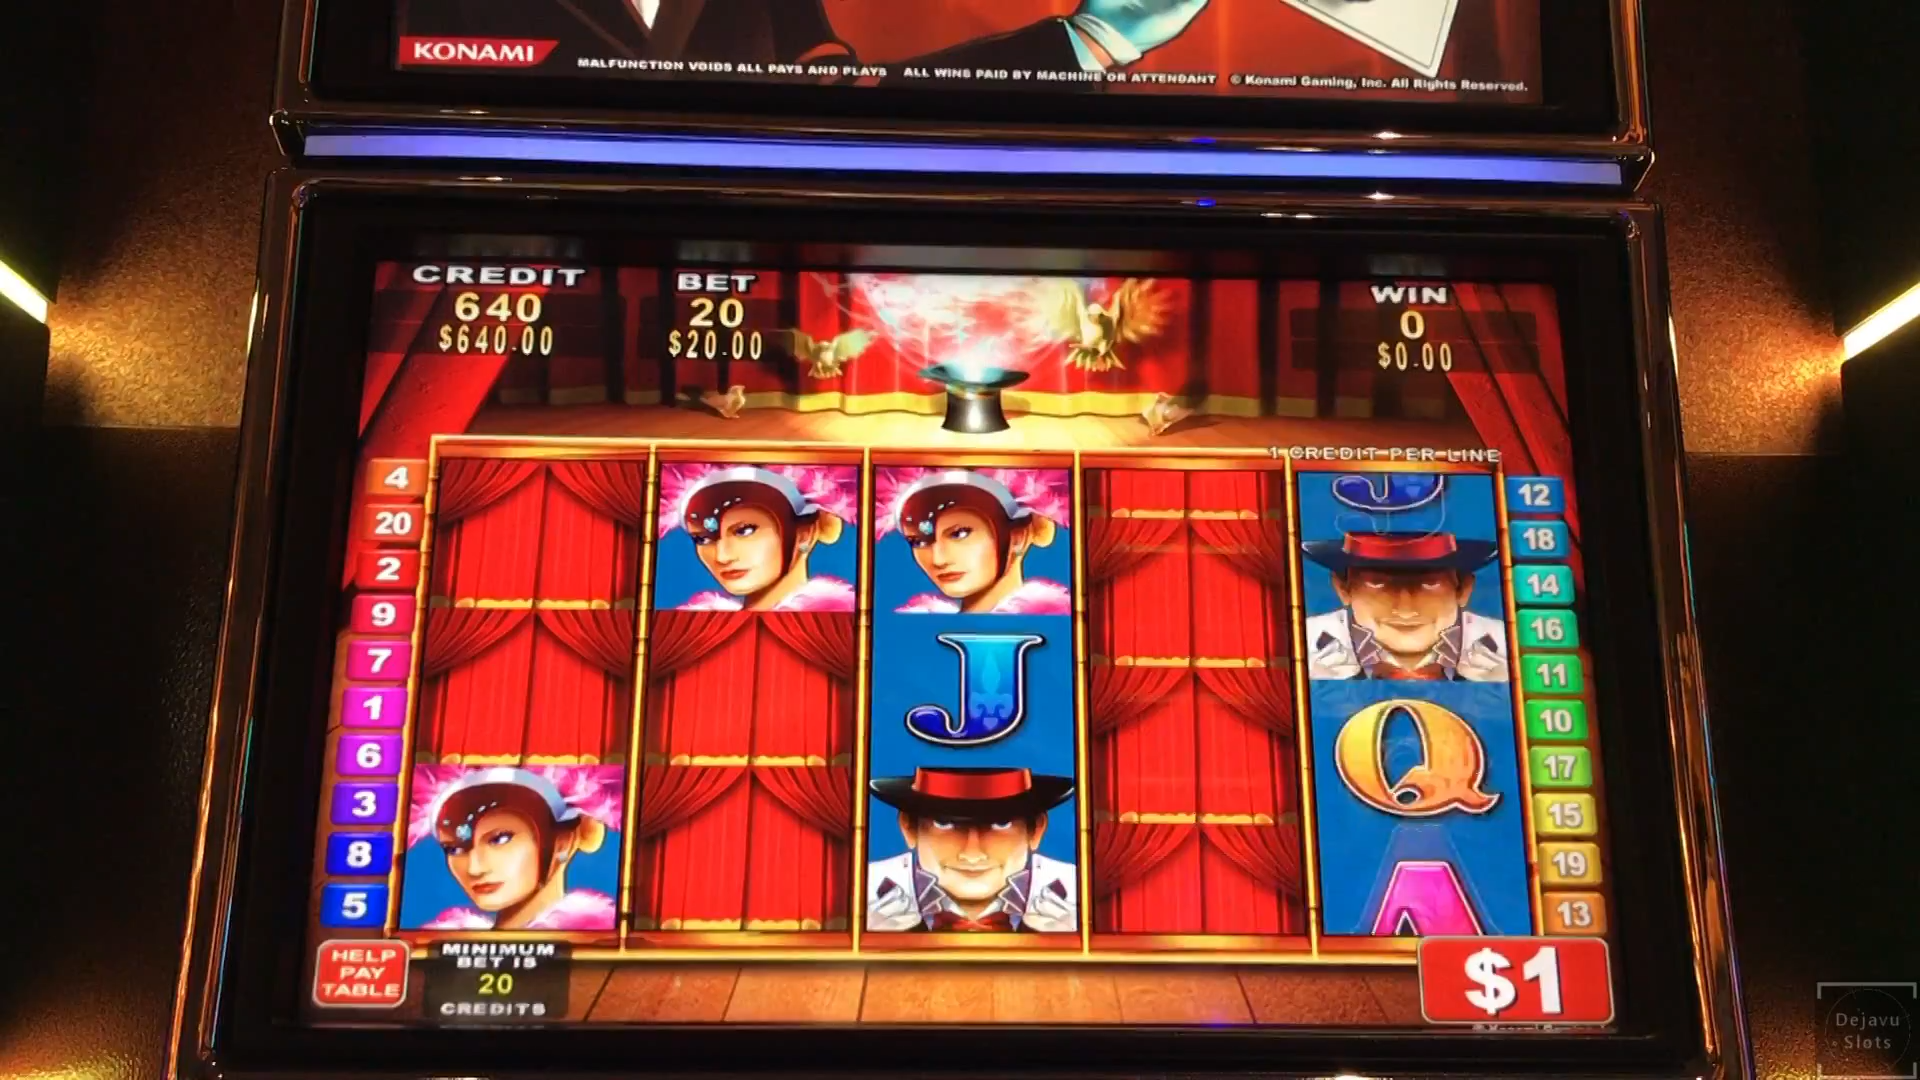 KONAMI
MALFUNCTION VOIDS ALL PAYS AND PLAYS ALL WINS PAID BY MACHINE OR ATTENDANT © Konami Gaming, Inc. All Rights Reserved.
CREDIT
640
$640.00
BET
20
$20.00
WIN
0
$0.00
1 CREDIT PER LINE
4
20
2
9
7
1
6
3
8
5
J
J
Q
A
12
18
14
16
11
10
17
15
19
13
HELP
PAY
TABLE
MINIMUM
BET IS
20
CREDITS
$1
Dejavu
Slots